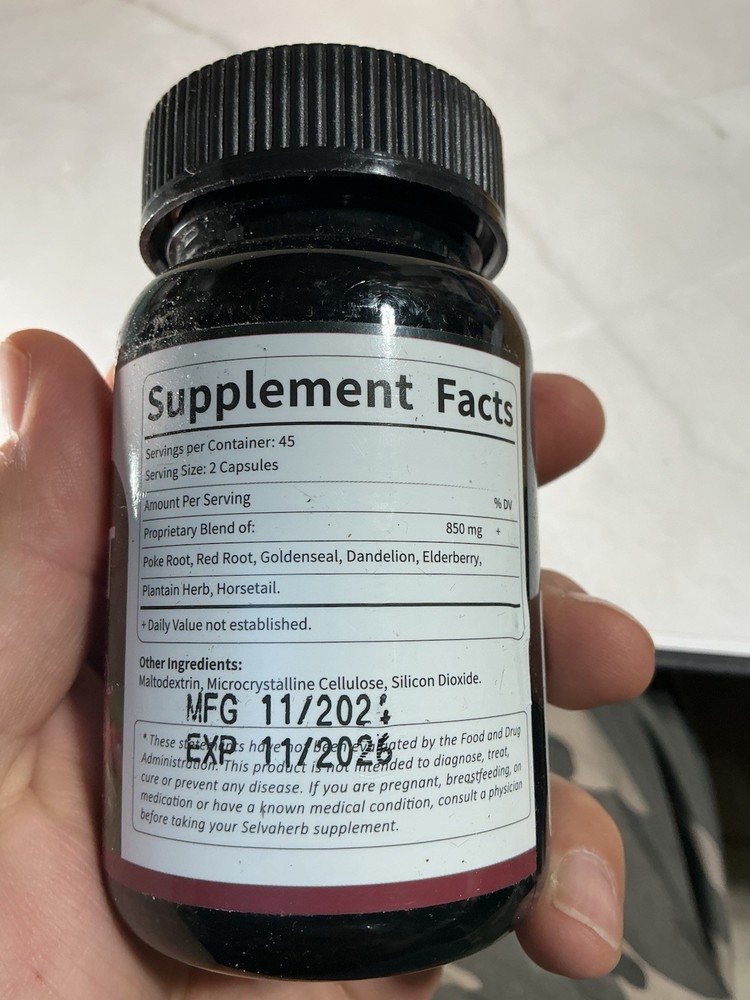 Supplement Facts
Servings per Container: 45
Serving Size: 2 Capsules
Amount Per Serving % DV
Proprietary Blend of: 850 mg +
Poke Root, Red Root, Goldenseal, Dandelion, Elderberry,
Plantain Herb, Horsetail.
+ Daily Value not established.
Other Ingredients:
Maltodextrin, Microcrystalline Cellulose, Silicon Dioxide.
MFG 11/202
* These statements have not been evaluated by the Food and Drug
EXP 11/2026
Administration. This product is not intended to diagnose, treat,
cure or prevent any disease. If you are pregnant, breastfeeding, on
medication or have a known medical condition, consult a physician
before taking your Selvaherb supplement.